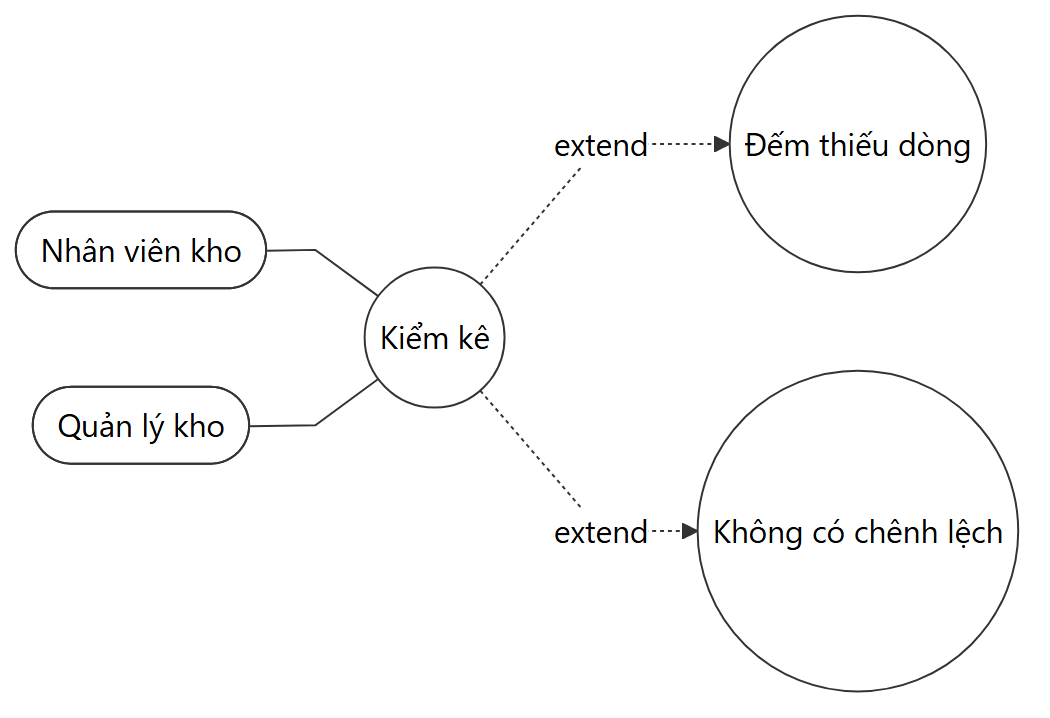 extend
Đếm thiếu dòng
Nhân viên kho
Kiểm kê
Quản lý kho
extend
Không có chênh lệch